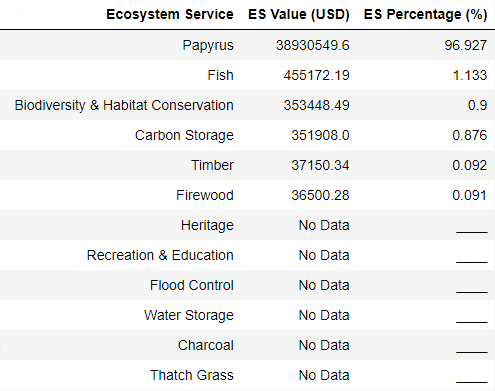 Ecosystem Service ES Value (USD) ES Percentage (%)
Papyrus 38930549.6 96.927
Fish 455172.19 1.133
Biodiversity & Habitat Conservation 353448.49 0.9
Carbon Storage 351908.0 0.876
Timber 37150.34 0.092
Firewood 36500.28 0.091
Heritage No Data ____
Recreation & Education No Data ____
Flood Control No Data ____
Water Storage No Data ____
Charcoal No Data ____
Thatch Grass No Data ____